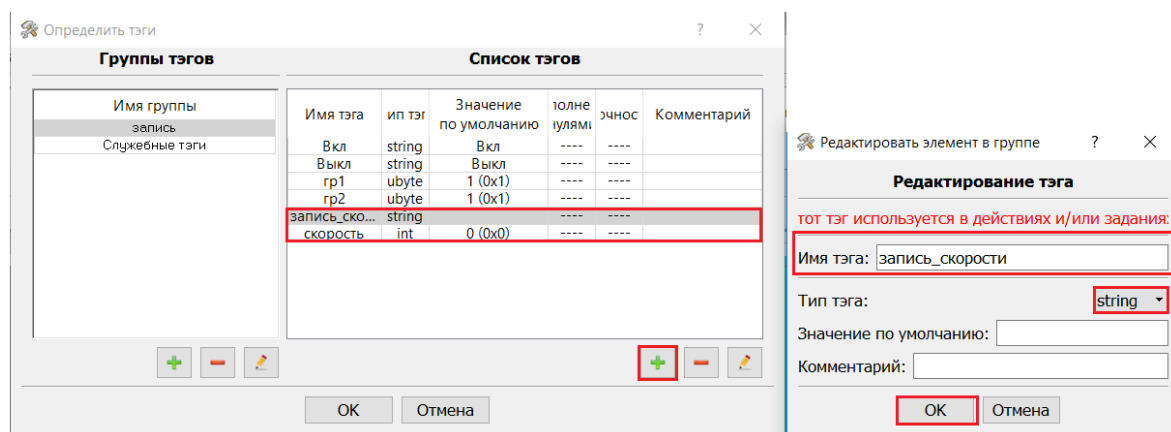 Определить тэги
?
Группы тэгов
Список тэгов
Имя группы
запись
Служебные тэги
Имя тэга
ип тэг
Значение
по умолчанию
полне
нулями
очност
Комментарий
Вкл string Вкл ---- ----
Выкл string Выкл ---- ----
гр1 ubyte 1 (0x1) ---- ----
гр2 ubyte 1 (0x1) ---- ----
запись_ско... string ---- ----
скорость int 0 (0x0) ---- ----
OK
Отмена
Редактировать элемент в группе
?
Редактирование тэга
тот тэг используется в действиях и/или задания:
Имя тэга: запись_скорости
Тип тэга: string
Значение по умолчанию:
Комментарий:
OK
Отмена